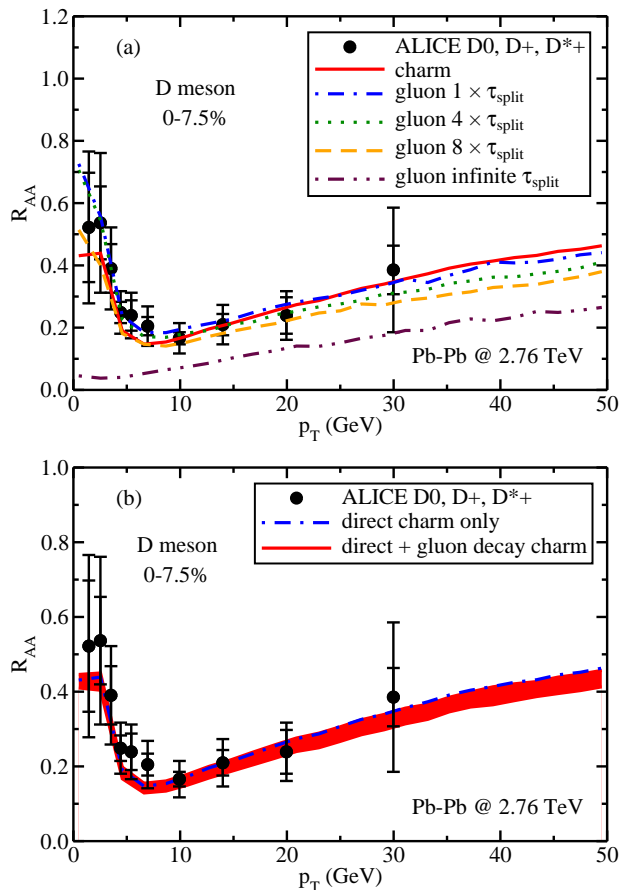 (a)
D meson
0-7.5%
ALICE D0, D+, D*+
charm
gluon 1 × τsplit
gluon 4 × τsplit
gluon 8 × τsplit
gluon infinite τsplit
1.2
1.0
0.8
0.6
0.4
0.2
0.0
RAA
Pb-Pb @ 2.76 TeV
0 10 20 30 40 50
pT (GeV)
(b)
D meson
0-7.5%
ALICE D0, D+, D*+
direct charm only
direct + gluon decay charm
1.0
0.8
0.6
0.4
0.2
0.0
RAA
Pb-Pb @ 2.76 TeV
0 10 20 30 40 50
pT (GeV)